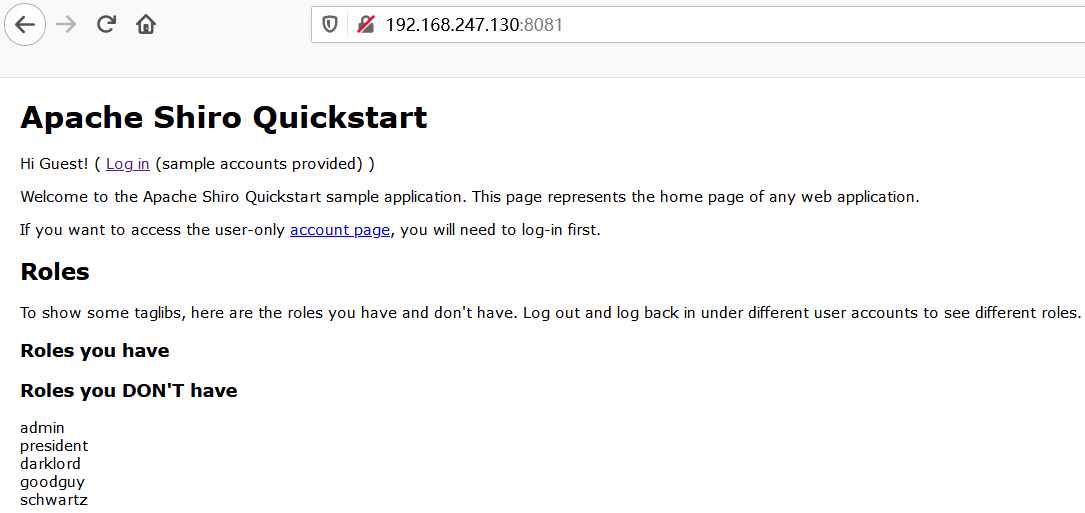 192.168.247.130:8081
Apache Shiro Quickstart
Hi Guest! ( Log in (sample accounts provided) )
Welcome to the Apache Shiro Quickstart sample application. This page represents the home page of any web application.
If you want to access the user-only account page, you will need to log-in first.
Roles
To show some taglibs, here are the roles you have and don't have. Log out and log back in under different user accounts to see different roles.
Roles you have
Roles you DON'T have
admin
president
darklord
goodguy
schwartz